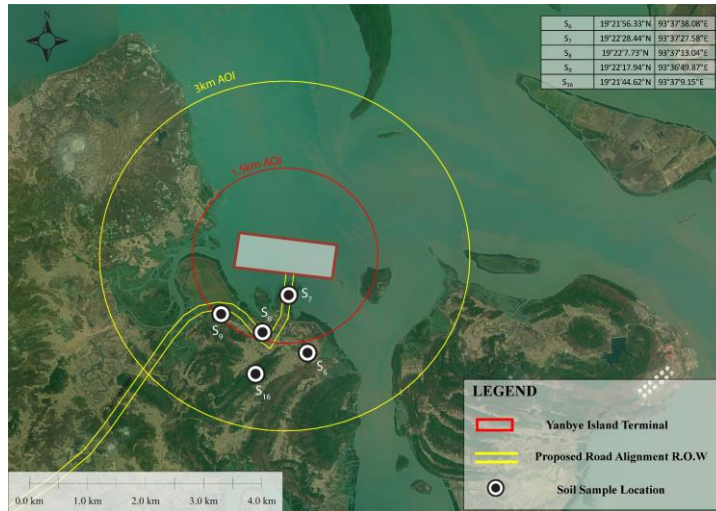 N
S6 19°21'56.33"N 93°37'38.08"E
S7 19°22'28.44"N 93°37'27.58"E
S8 19°22'7.73"N 93°37'13.04"E
S9 19°22'17.94"N 93°36'49.87"E
S16 19°21'44.62"N 93°37'9.15"E
3km AOI
1.5km AOI
S7
S8
S9
S6
S16
LEGEND
Yanbye Island Terminal
Proposed Road Alignment R.O.W
Soil Sample Location
0.0 km 1.0 km 2.0 km 3.0 km 4.0 km